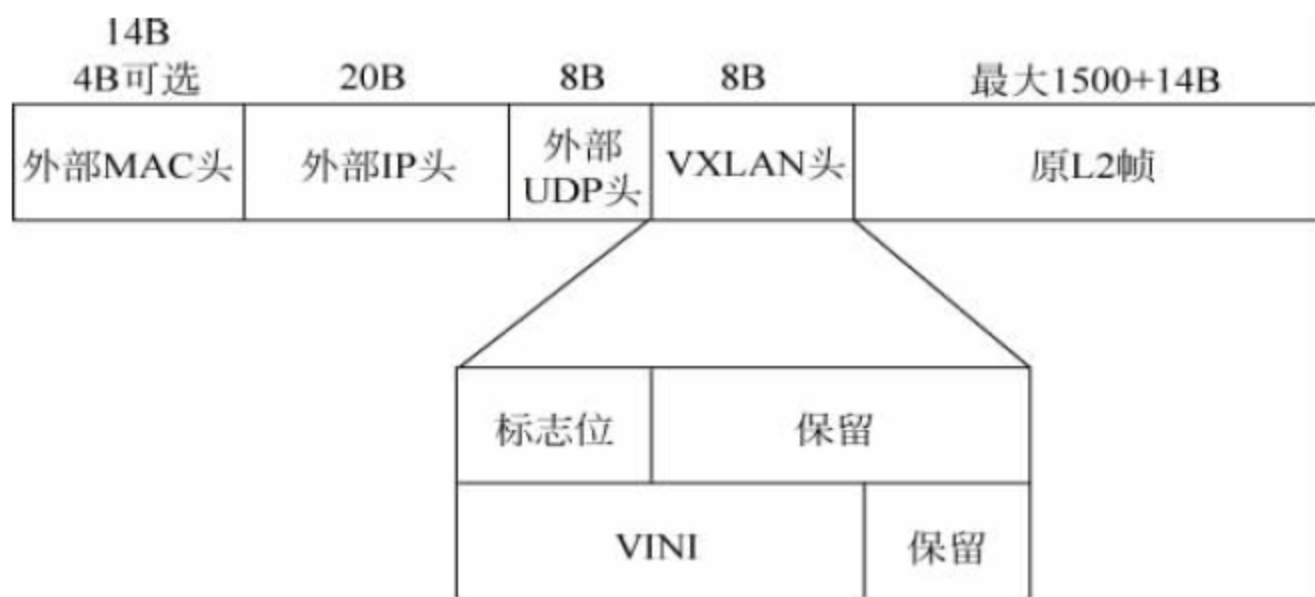 14B
4B可选 20B 8B 8B 最大1500+14B
外部MAC头 外部IP头 外部UDP头 VXLAN头 原L2帧
标志位 保留
VINI 保留